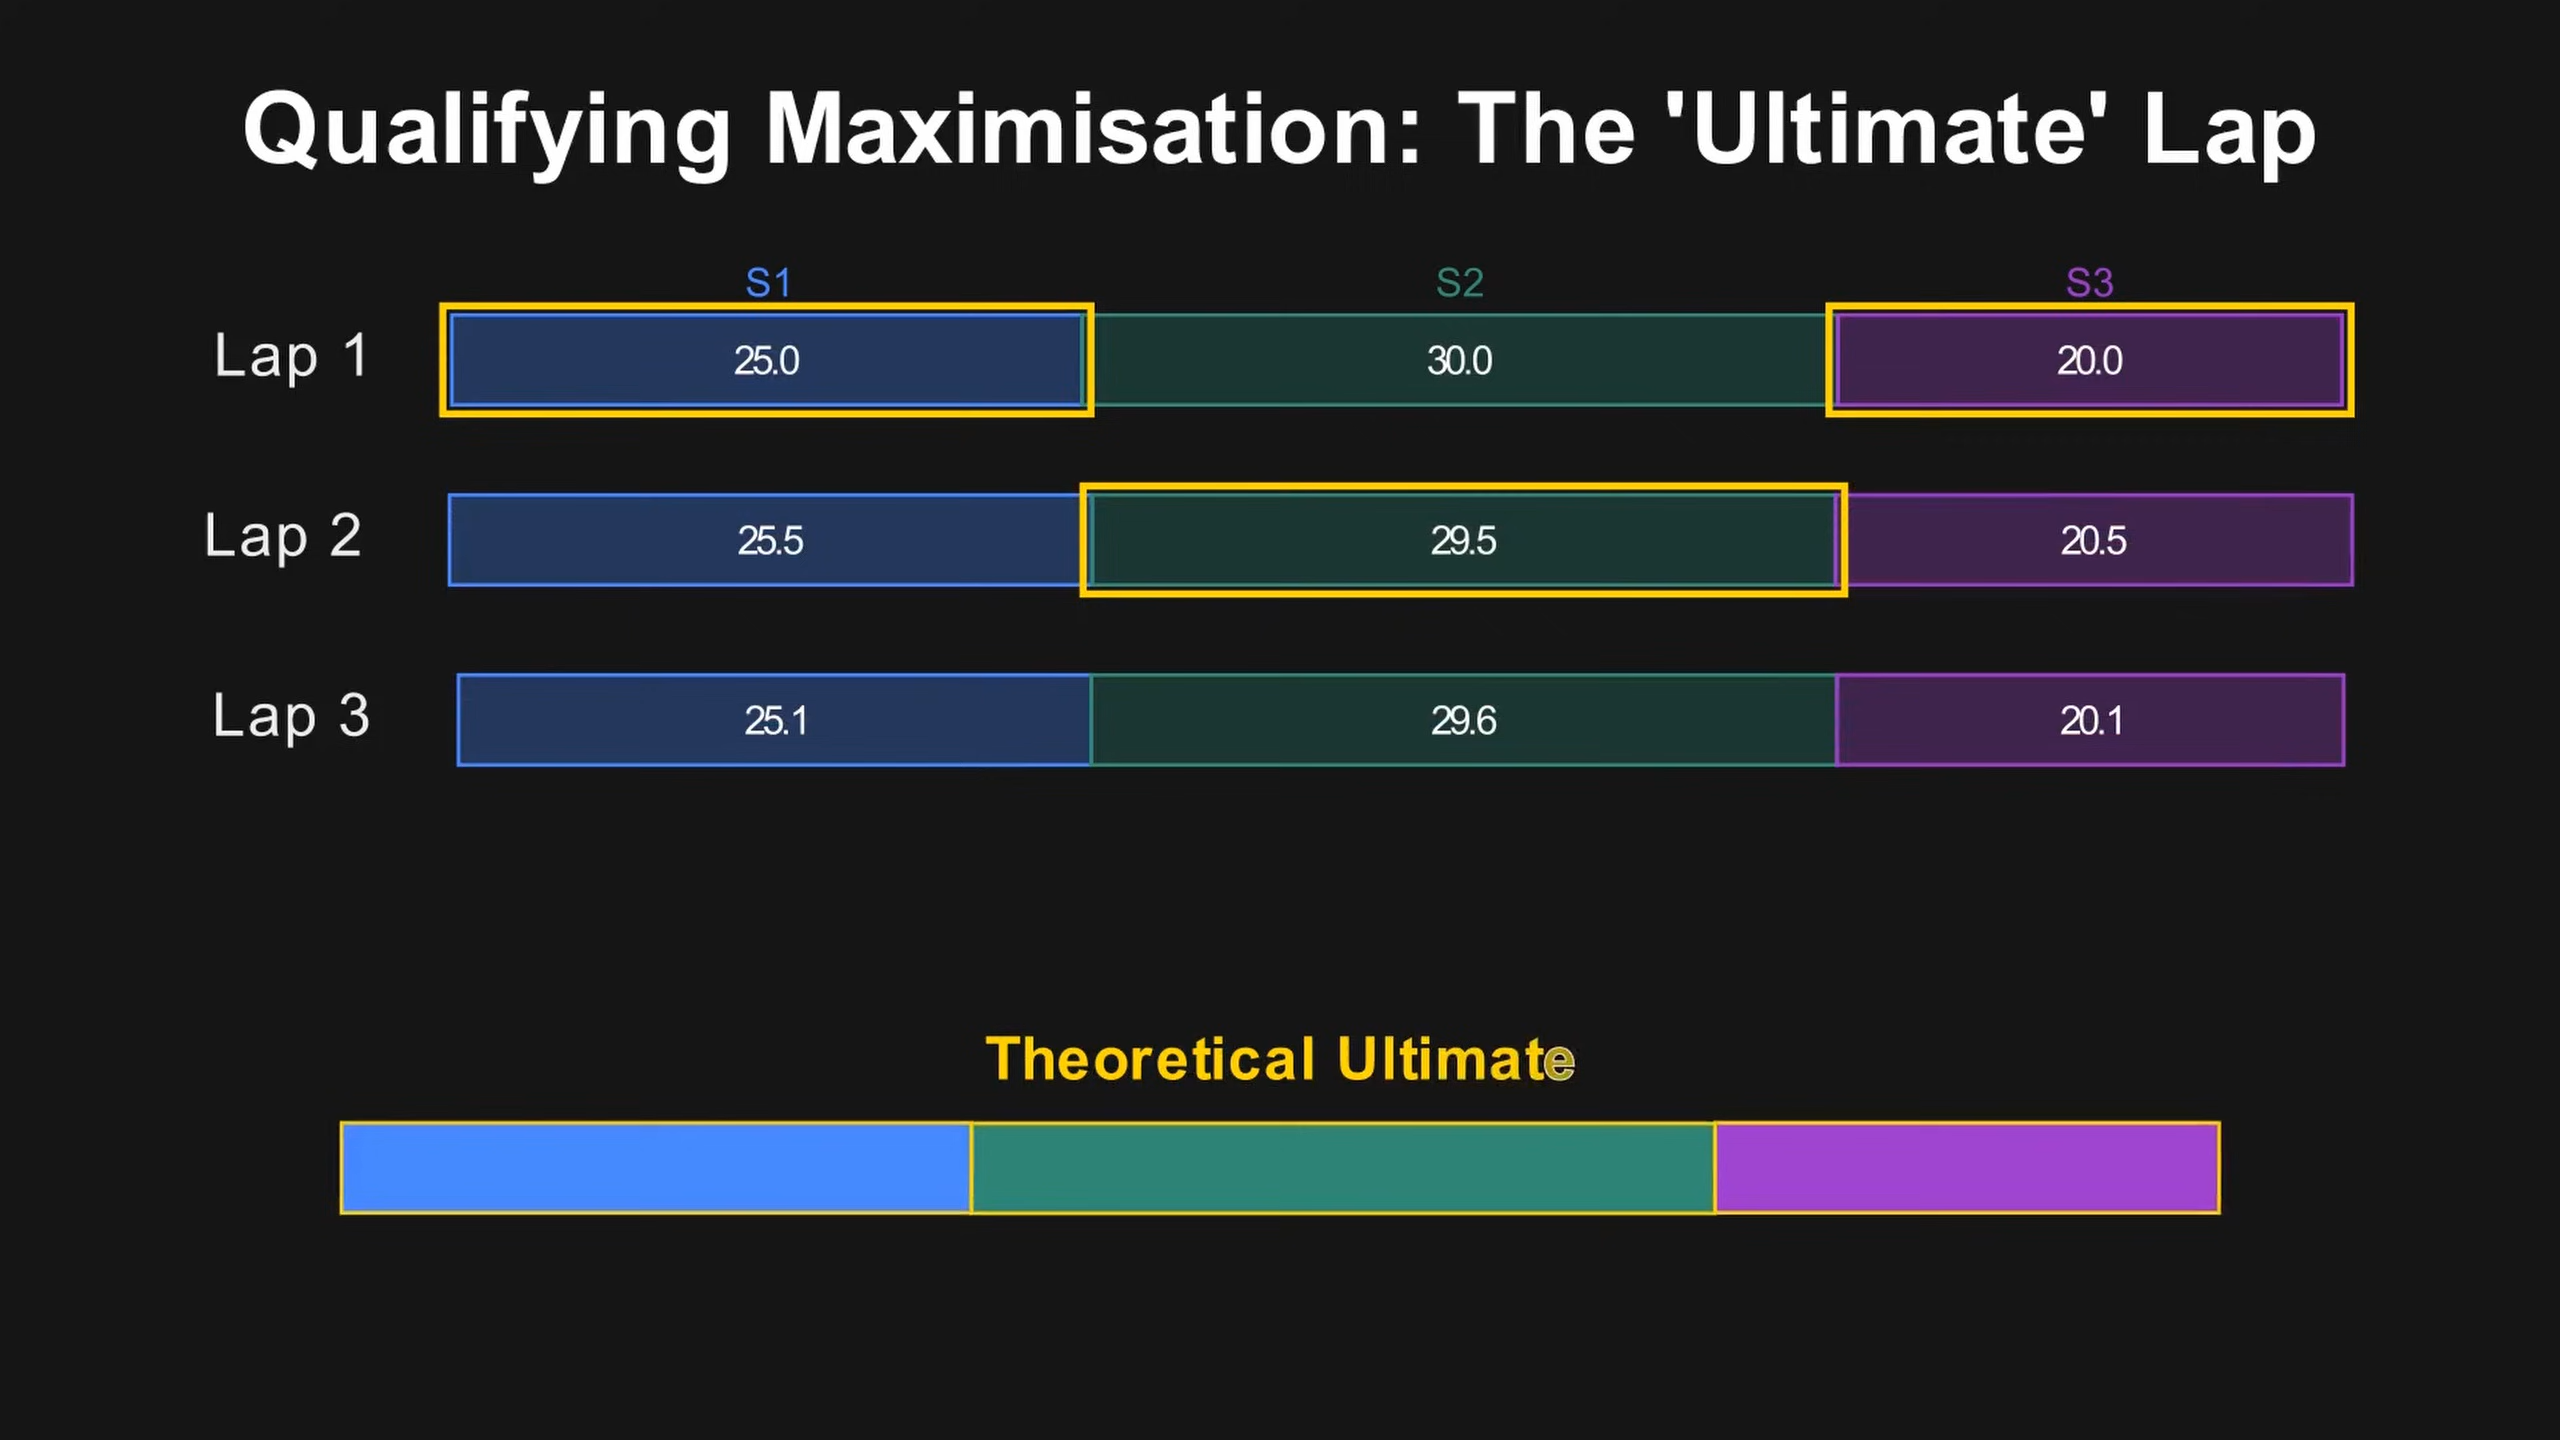 Qualifying Maximisation: The 'Ultimate' Lap
S1 S2 S3
Lap 1 25.0 30.0 20.0
Lap 2 25.5 29.5 20.5
Lap 3 25.1 29.6 20.1
Theoretical Ultimate